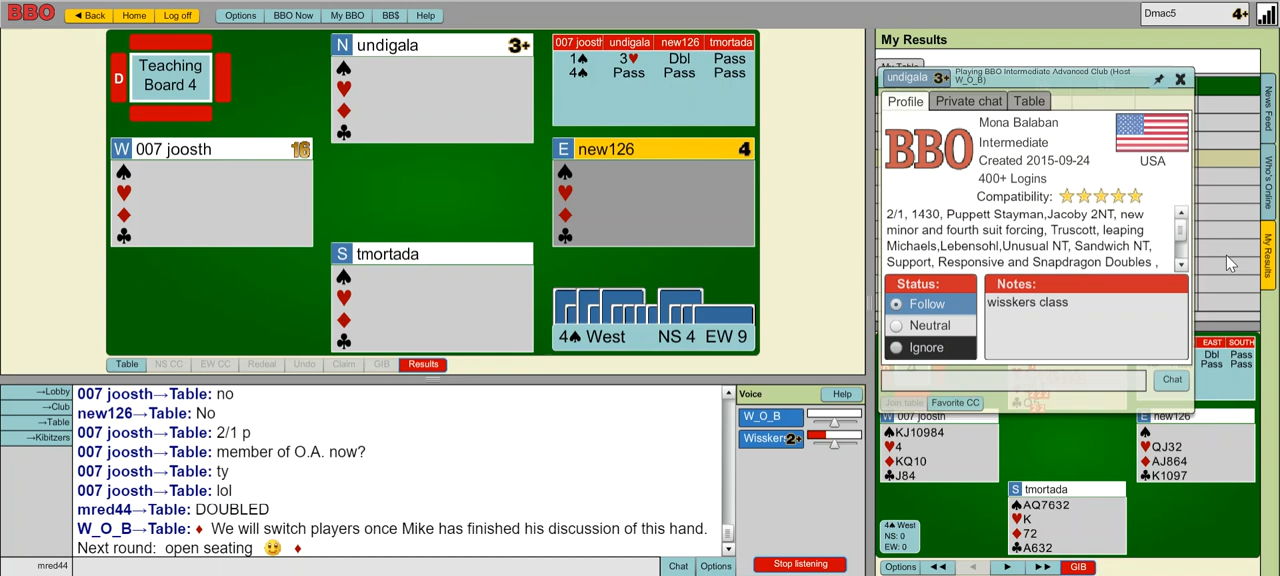 BBO
◄ Back Home Log off
Options BBO Now My BBO BB$ Help
Dmac5 4+
D
Teaching
Board 4
N undigala 3+
♠
♥
♦
♣
007 joosth undigala new126 tmortada
1♠ 3♥ Dbl Pass
4♠ Pass Pass Pass
W 007 joosth 16
♠
♥
♦
♣
E new126 4
♠
♥
♦
♣
S tmortada
♠
♥
♦
♣
4♠ West NS 4 EW 9
Table NS CC EW CC Redeal Undo Claim GIB Results
My Results
My Table
undigala 3+ Playing BBO Intermediate Advanced Club (Host W_O_B)
Profile Private chat Table
BBO
Mona Balaban
Intermediate
Created 2015-09-24
400+ Logins
Compatibility:
USA
2/1, 1430, Puppett Stayman,Jacoby 2NT, new
minor and fourth suit forcing, Truscott, leaping
Michaels,Lebensohl,Unusual NT, Sandwich NT,
Support, Responsive and Snapdragon Doubles ,
Status:
Follow
Neutral
Ignore
Notes:
wisskers class
Chat
Join table Favorite CC
News Feed
Who's Online
My Results
EAST SOUTH
Dbl Pass
Pass Pass
W 007 joosth
♠KJ10984
♥4
♦KQ10
♣J84
E new126
♠
♥QJ32
♦AJ864
♣K1097
S tmortada
♠AQ7632
♥K
♦72
♣A632
4♠ West
NS: 0
EW: 0
Options ◄◄ ◄ ► ►► GIB
→Lobby
→Club
→Table
→Kibitzers
007 joosth→Table: no
new126→Table: No
007 joosth→Table: 2/1 p
007 joosth→Table: member of O.A. now?
007 joosth→Table: ty
007 joosth→Table: lol
mred44→Table: DOUBLED
W_O_B→Table: ♦ We will switch players once Mike has finished his discussion of this hand.
Next round: open seating 🙂 ♦
mred44
Chat Options
Voice Help
W_O_B
Wisskers 2+
Stop listening